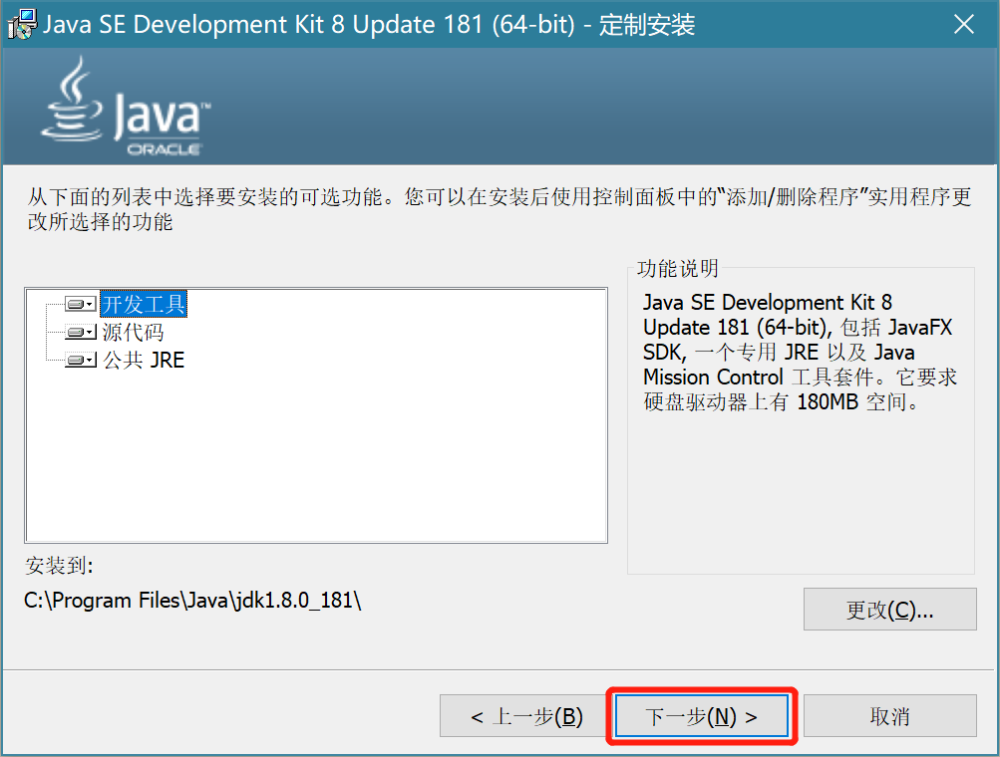 Java SE Development Kit 8 Update 181 (64-bit) - 定制安装
Java™
ORACLE
从下面的列表中选择要安装的可选功能。您可以在安装后使用控制面板中的“添加/删除程序”实用程序更
改所选择的功能
开发工具
源代码
公共 JRE
功能说明
Java SE Development Kit 8
Update 181 (64-bit), 包括 JavaFX
SDK, 一个专用 JRE 以及 Java
Mission Control 工具套件。它要求
硬盘驱动器上有 180MB 空间。
安装到:
C:\Program Files\Java\jdk1.8.0_181\
更改(C)...
< 上一步(B)
下一步(N) >
取消